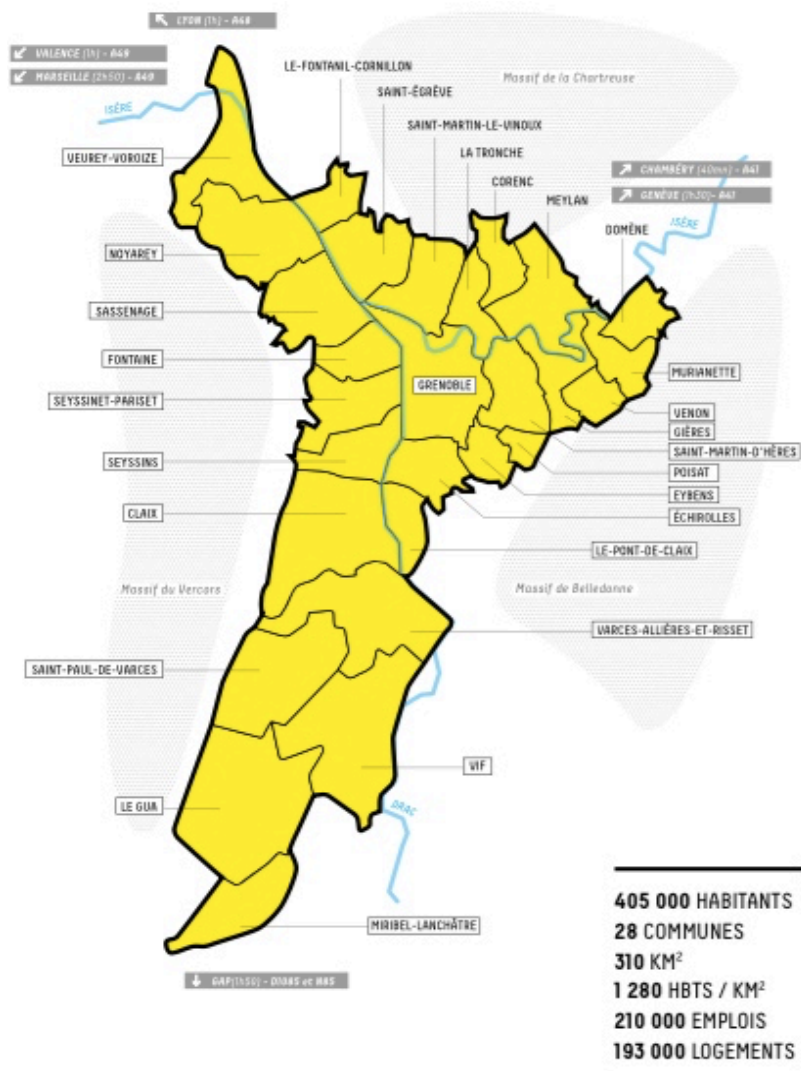 LYON (1h) - A48
VALENCE (1h) - A49
MARSEILLE (2h50) - A49
ISÈRE
LE-FONTANIL-CORNILLON
SAINT-ÉGRÈVE
SAINT-MARTIN-LE-VINOUX
LA TRONCHE
CORENC
MEYLAN
DOMÈNE
Massif de la Chartreuse
CHAMBÉRY (40mn) - A41
GENÈVE (1h30) - A41
ISÈRE
VEUREY-VOROIZE
NOYAREY
SASSENAGE
FONTAINE
SEYSSINET-PARISET
SEYSSINS
CLAIX
GRENOBLE
MURIANETTE
VENON
GIÈRES
SAINT-MARTIN-D'HÈRES
POISAT
EYBENS
ÉCHIROLLES
LE-PONT-DE-CLAIX
Massif du Vercors
Massif de Belledonne
VARCES-ALLIÈRES-ET-RISSET
SAINT-PAUL-DE-VARCES
VIF
LE GUA
DRAC
MIRIBEL-LANCHÂTRE
GAP (1h50) - D1085 et N85
405 000 HABITANTS
28 COMMUNES
310 KM²
1 280 HBTS / KM²
210 000 EMPLOIS
193 000 LOGEMENTS